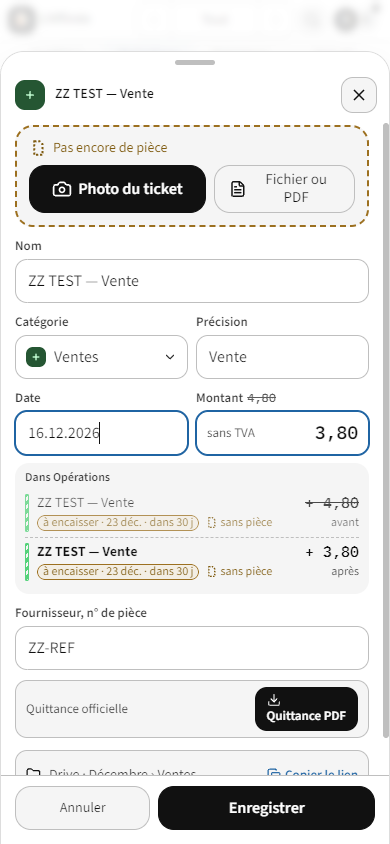 ZZ TEST — Vente
Pas encore de pièce
Photo du ticket
Fichier ou
PDF
Nom
ZZ TEST — Vente
Catégorie
Précision
Ventes
Vente
Date
Montant 4,80
16.12.2026
sans TVA 3,80
Dans Opérations
ZZ TEST — Vente + 4,80
à encaisser · 23 déc. · dans 30 j sans pièce avant
ZZ TEST — Vente + 3,80
à encaisser · 23 déc. · dans 30 j sans pièce après
Fournisseur, n° de pièce
ZZ-REF
Quittance officielle
Quittance PDF
Drive · Décembre › Ventes
Copier le lien
Annuler
Enregistrer